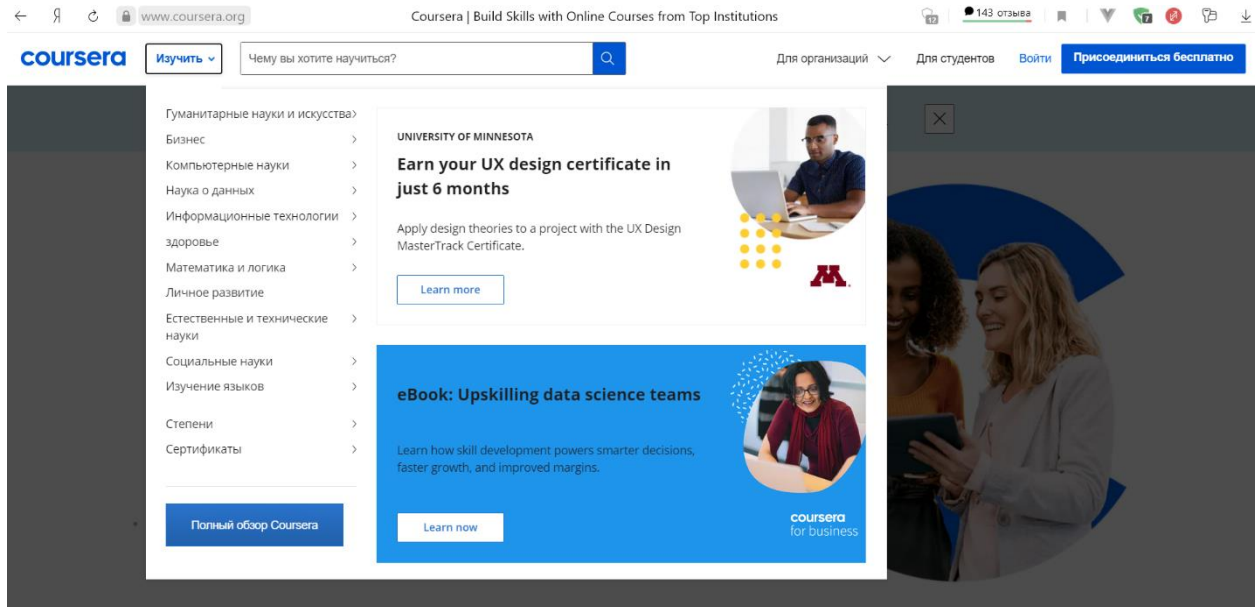 Я www.coursera.org Coursera | Build Skills with Online Courses from Top Institutions 12 143 отзыва 7
coursera Изучить Чему вы хотите научиться? Для организаций Для студентов Войти Присоединиться бесплатно
Гуманитарные науки и искусства
Бизнес
Компьютерные науки
Наука о данных
Информационные технологии
здоровье
Математика и логика
Личное развитие
Естественные и технические
науки
Социальные науки
Изучение языков
Степени
Сертификаты
Полный обзор Coursera
UNIVERSITY OF MINNESOTA
Earn your UX design certificate in
just 6 months
Apply design theories to a project with the UX Design
MasterTrack Certificate.
Learn more
M
eBook: Upskilling data science teams
Learn how skill development powers smarter decisions,
faster growth, and improved margins.
Learn now
coursera
for business